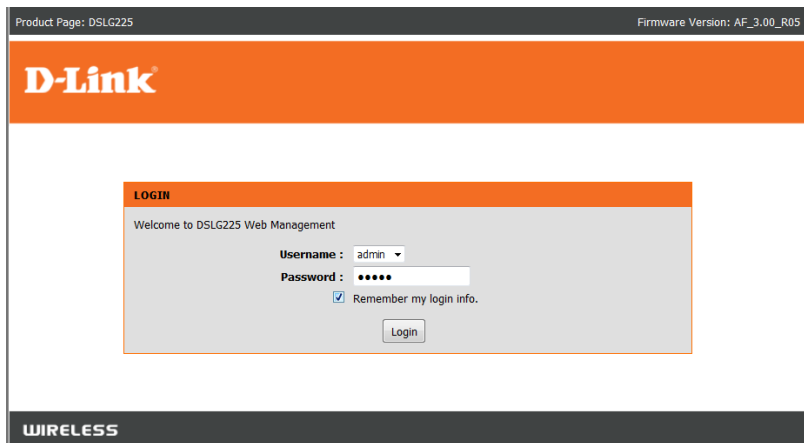 Product Page: DSLG225 Firmware Version: AF_3.00_R05
D-Link
LOGIN
Welcome to DSLG225 Web Management
Username : admin
Password : •••••
Remember my login info.
Login
WIRELESS